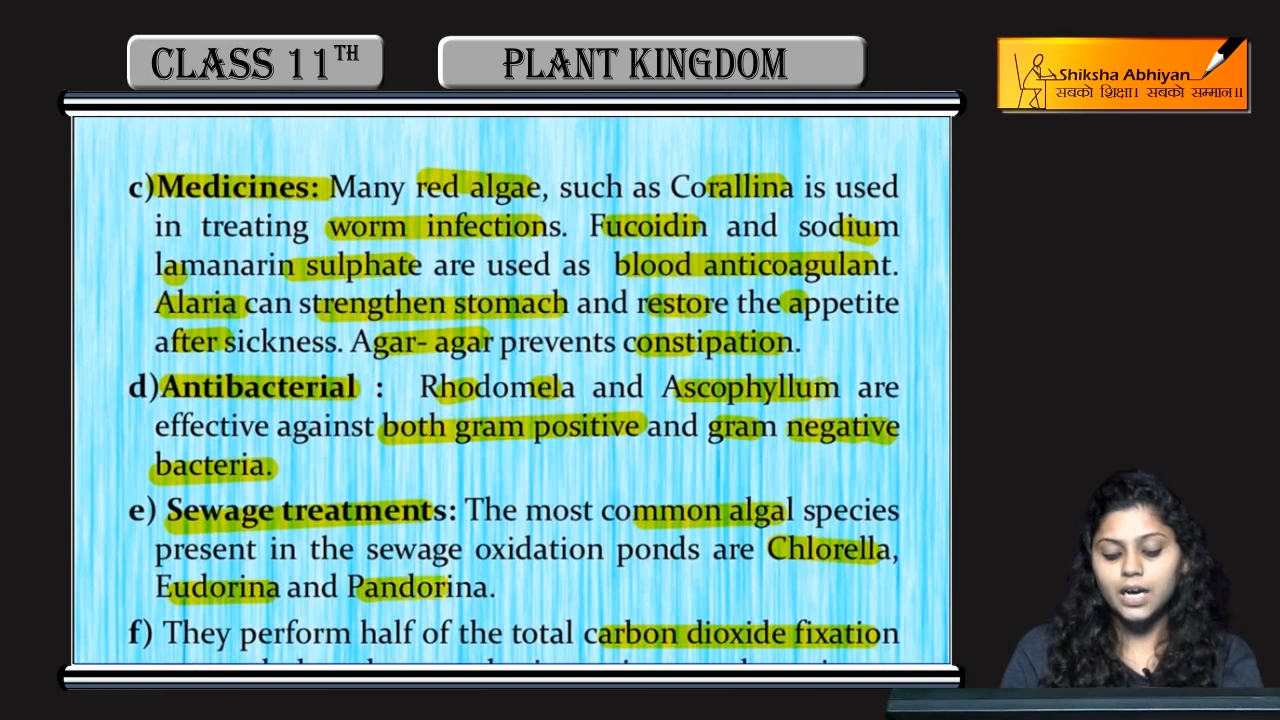 CLASS 11TH
PLANT KINGDOM
Shiksha Abhiyan
सबको शिक्षा। सबको सम्मान॥
c)Medicines: Many red algae, such as Corallina is used
in treating worm infections. Fucoidin and sodium
lamanarin sulphate are used as blood anticoagulant.
Alaria can strengthen stomach and restore the appetite
after sickness. Agar- agar prevents constipation.
d)Antibacterial : Rhodomela and Ascophyllum are
effective against both gram positive and gram negative
bacteria.
e) Sewage treatments: The most common algal species
present in the sewage oxidation ponds are Chlorella,
Eudorina and Pandorina.
f) They perform half of the total carbon dioxide fixation